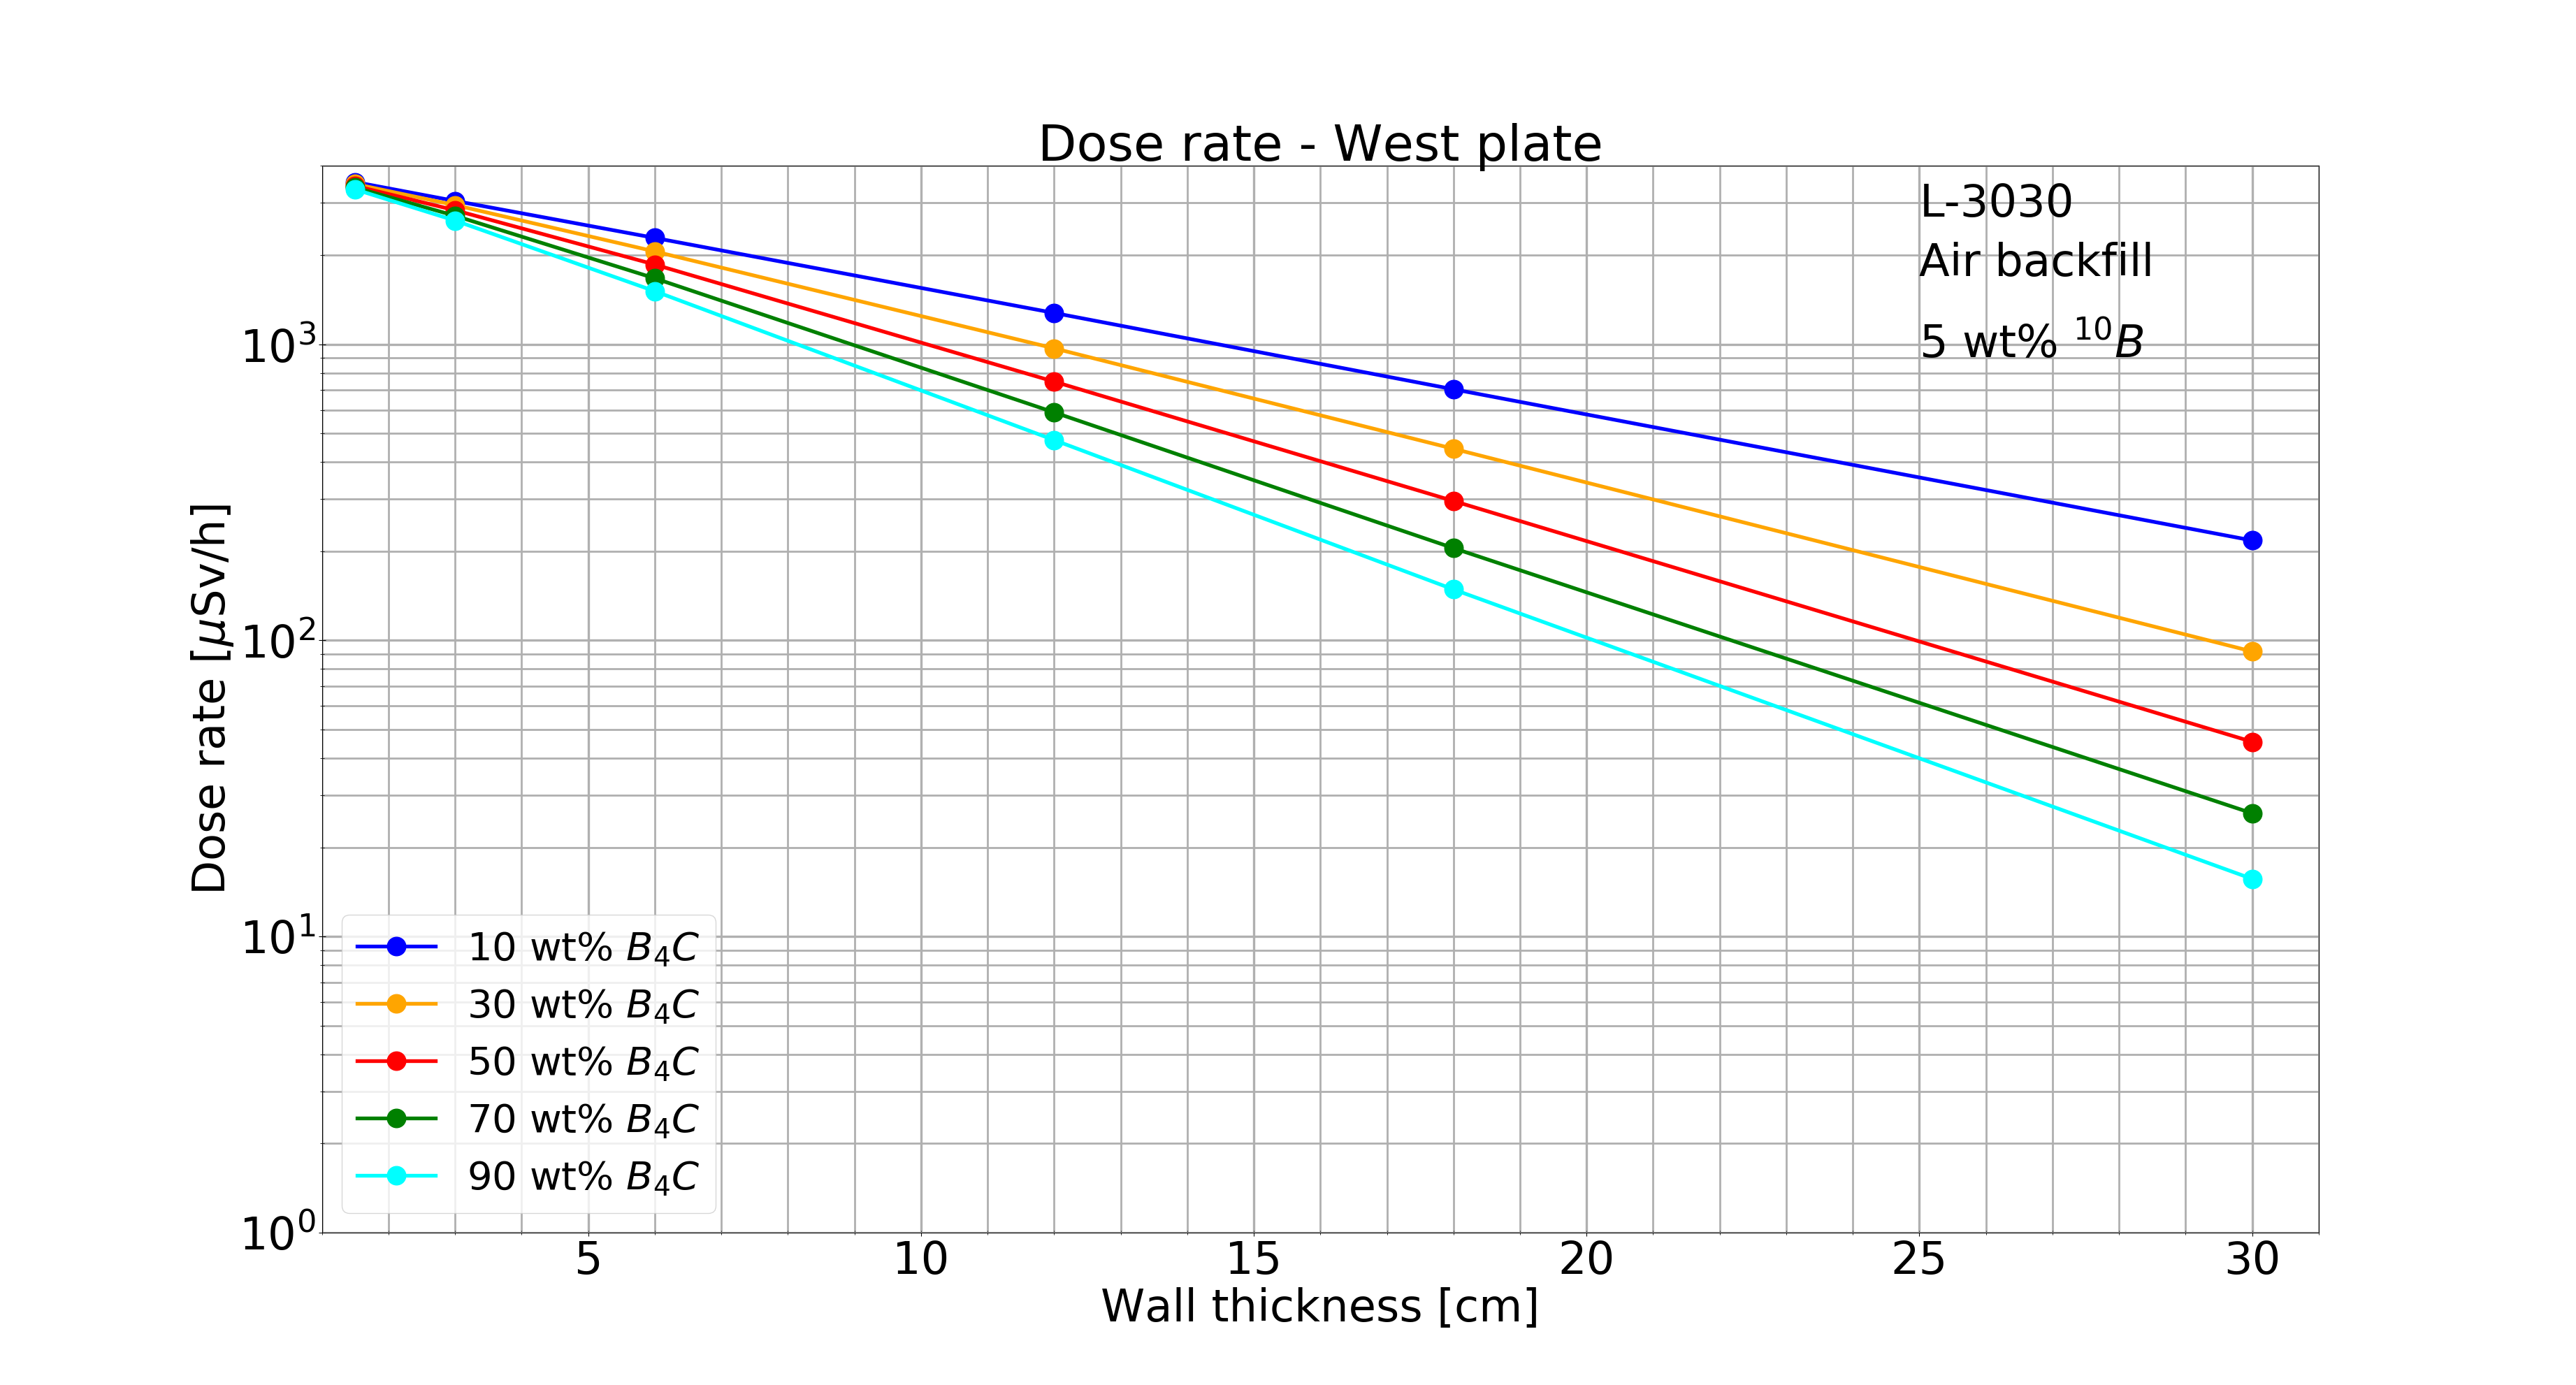 Dose rate - West plate
L-3030
Air backfill
5 wt% ¹⁰B
Dose rate [μSv/h]
10³
10²
10¹
10⁰
10 wt% B₄C
30 wt% B₄C
50 wt% B₄C
70 wt% B₄C
90 wt% B₄C
5 10 15 20 25 30
Wall thickness [cm]